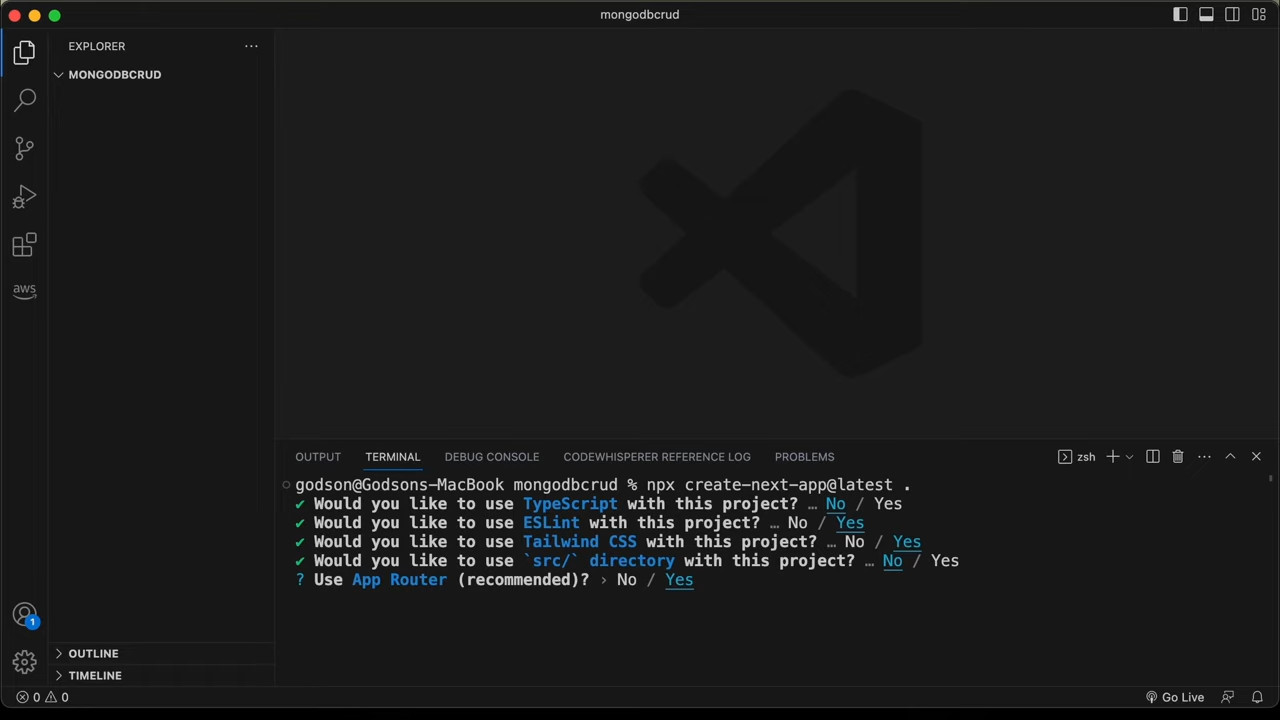 mongodbcrud
EXPLORER
MONGODBCRUD
aws
1
OUTLINE
TIMELINE
OUTPUT TERMINAL DEBUG CONSOLE CODEWHISPERER REFERENCE LOG PROBLEMS zsh
godson@Godsons-MacBook mongodbcrud % npx create-next-app@latest .
✔ Would you like to use TypeScript with this project? … No / Yes
✔ Would you like to use ESLint with this project? … No / Yes
✔ Would you like to use Tailwind CSS with this project? … No / Yes
✔ Would you like to use `src/` directory with this project? … No / Yes
? Use App Router (recommended)? › No / Yes
0 0 Go Live